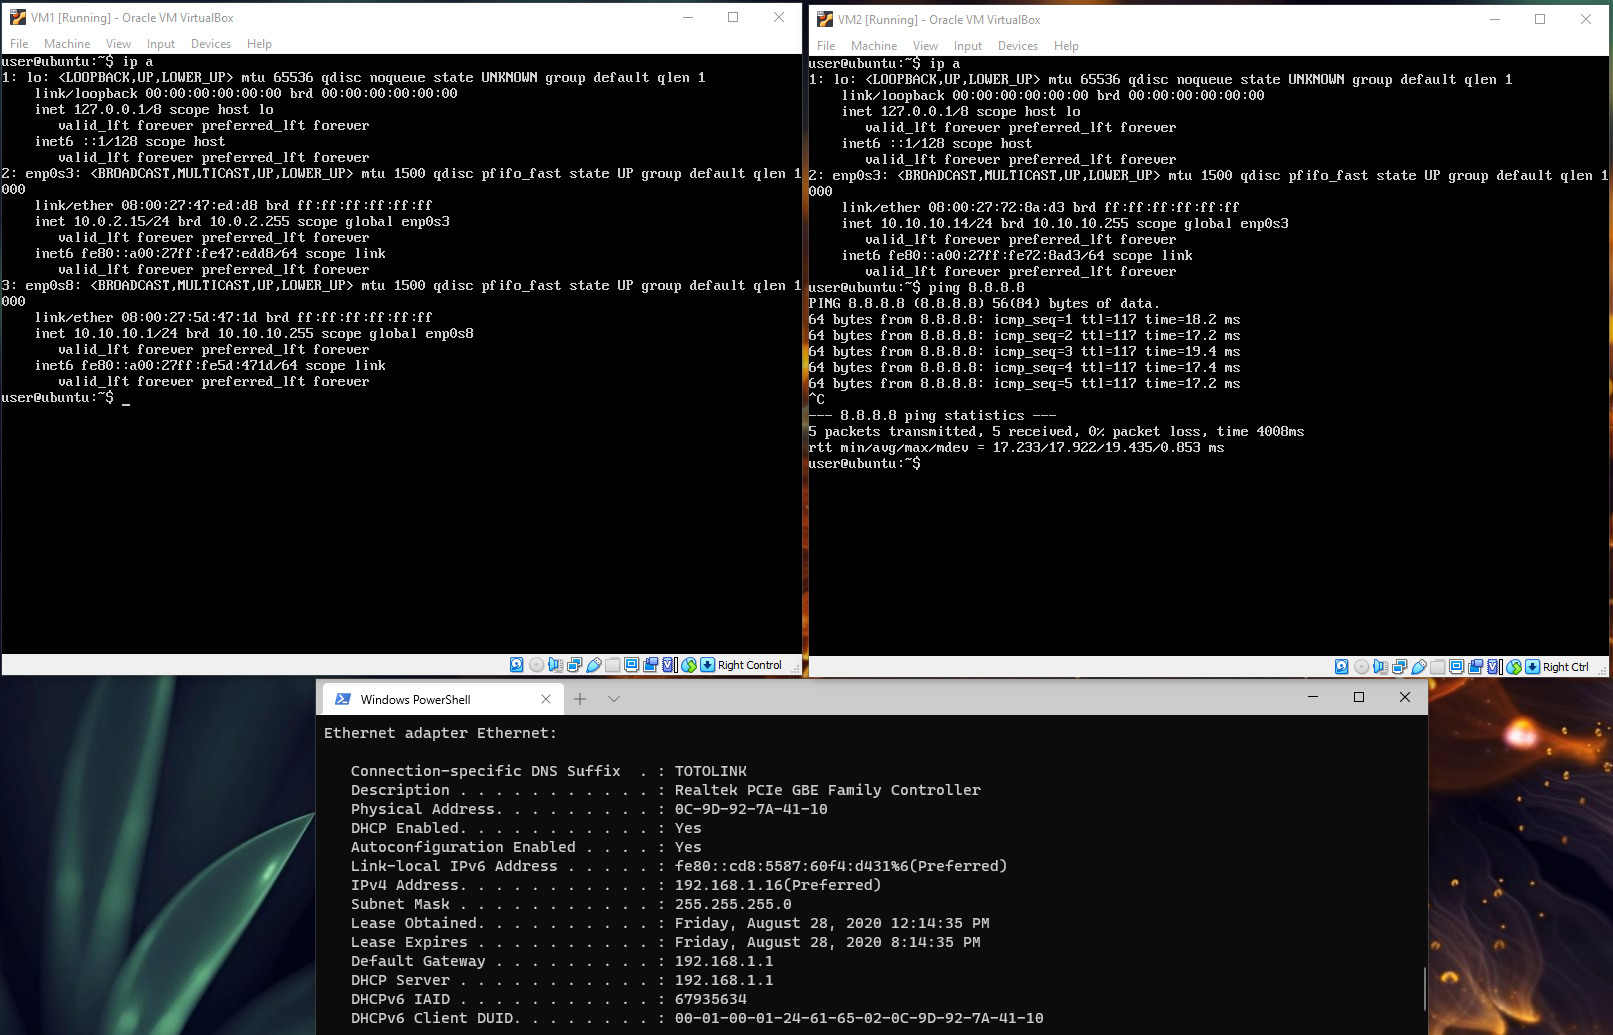 VM1 [Running] - Oracle VM VirtualBox
File Machine View Input Devices Help
user@ubuntu:~$ ip a
1: lo: <LOOPBACK,UP,LOWER_UP> mtu 65536 qdisc noqueue state UNKNOWN group default qlen 1
link/loopback 00:00:00:00:00:00 brd 00:00:00:00:00:00
inet 127.0.0.1/8 scope host lo
valid_lft forever preferred_lft forever
inet6 ::1/128 scope host
valid_lft forever preferred_lft forever
2: enp0s3: <BROADCAST,MULTICAST,UP,LOWER_UP> mtu 1500 qdisc pfifo_fast state UP group default qlen 1
000
link/ether 08:00:27:47:ed:d8 brd ff:ff:ff:ff:ff:ff
inet 10.0.2.15/24 brd 10.0.2.255 scope global enp0s3
valid_lft forever preferred_lft forever
inet6 fe80::a00:27ff:fe47:edd8/64 scope link
valid_lft forever preferred_lft forever
3: enp0s8: <BROADCAST,MULTICAST,UP,LOWER_UP> mtu 1500 qdisc pfifo_fast state UP group default qlen 1
000
link/ether 08:00:27:5d:47:1d brd ff:ff:ff:ff:ff:ff
inet 10.10.10.1/24 brd 10.10.10.255 scope global enp0s8
valid_lft forever preferred_lft forever
inet6 fe80::a00:27ff:fe5d:471d/64 scope link
valid_lft forever preferred_lft forever
user@ubuntu:~$ _
Right Control
VM2 [Running] - Oracle VM VirtualBox
File Machine View Input Devices Help
user@ubuntu:~$ ip a
1: lo: <LOOPBACK,UP,LOWER_UP> mtu 65536 qdisc noqueue state UNKNOWN group default qlen 1
link/loopback 00:00:00:00:00:00 brd 00:00:00:00:00:00
inet 127.0.0.1/8 scope host lo
valid_lft forever preferred_lft forever
inet6 ::1/128 scope host
valid_lft forever preferred_lft forever
2: enp0s3: <BROADCAST,MULTICAST,UP,LOWER_UP> mtu 1500 qdisc pfifo_fast state UP group default qlen 1
000
link/ether 08:00:27:72:8a:d3 brd ff:ff:ff:ff:ff:ff
inet 10.10.10.14/24 brd 10.10.10.255 scope global enp0s3
valid_lft forever preferred_lft forever
inet6 fe80::a00:27ff:fe72:8ad3/64 scope link
valid_lft forever preferred_lft forever
user@ubuntu:~$ ping 8.8.8.8
PING 8.8.8.8 (8.8.8.8) 56(84) bytes of data.
64 bytes from 8.8.8.8: icmp_seq=1 ttl=117 time=18.2 ms
64 bytes from 8.8.8.8: icmp_seq=2 ttl=117 time=17.2 ms
64 bytes from 8.8.8.8: icmp_seq=3 ttl=117 time=19.4 ms
64 bytes from 8.8.8.8: icmp_seq=4 ttl=117 time=17.4 ms
64 bytes from 8.8.8.8: icmp_seq=5 ttl=117 time=17.2 ms
^C
--- 8.8.8.8 ping statistics ---
5 packets transmitted, 5 received, 0% packet loss, time 4008ms
rtt min/avg/max/mdev = 17.233/17.922/19.435/0.853 ms
user@ubuntu:~$
Right Ctrl
Windows PowerShell
Ethernet adapter Ethernet:
Connection-specific DNS Suffix . : TOTOLINK
Description . . . . . . . . . . . : Realtek PCIe GBE Family Controller
Physical Address. . . . . . . . . : 0C-9D-92-7A-41-10
DHCP Enabled. . . . . . . . . . . : Yes
Autoconfiguration Enabled . . . . : Yes
Link-local IPv6 Address . . . . . : fe80::cd8:5587:60f4:d431%6(Preferred)
IPv4 Address. . . . . . . . . . . : 192.168.1.16(Preferred)
Subnet Mask . . . . . . . . . . . : 255.255.255.0
Lease Obtained. . . . . . . . . . : Friday, August 28, 2020 12:14:35 PM
Lease Expires . . . . . . . . . . : Friday, August 28, 2020 8:14:35 PM
Default Gateway . . . . . . . . . : 192.168.1.1
DHCP Server . . . . . . . . . . . : 192.168.1.1
DHCPv6 IAID . . . . . . . . . . . : 67935634
DHCPv6 Client DUID. . . . . . . . : 00-01-00-01-24-61-65-02-0C-9D-92-7A-41-10